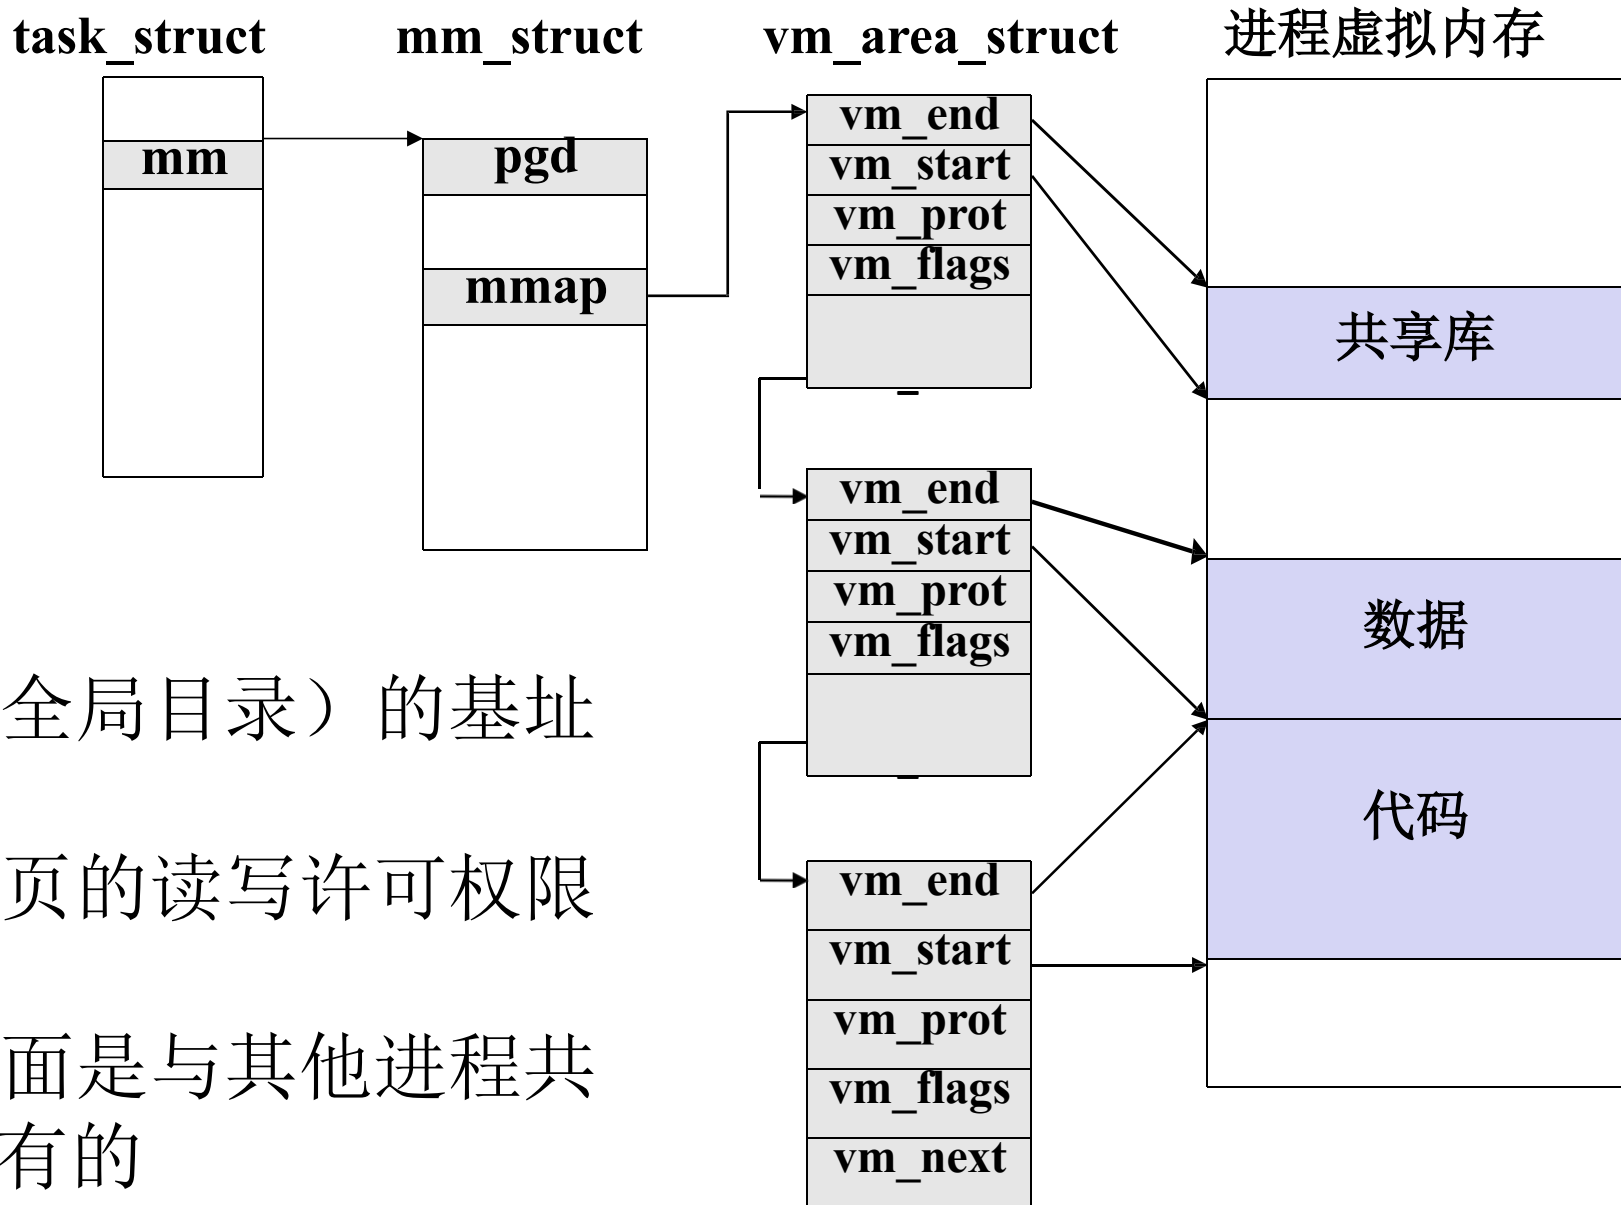 task_struct
mm_struct
vm_area_struct
进程虚拟内存
mm
pgd
mmap
vm_end
vm_start
vm_prot
vm_flags
vm_end
vm_start
vm_prot
vm_flags
vm_end
vm_start
vm_prot
vm_flags
vm_next
共享库
数据
代码
全局目录）的基址
页的读写许可权限
面是与其他进程共
有的